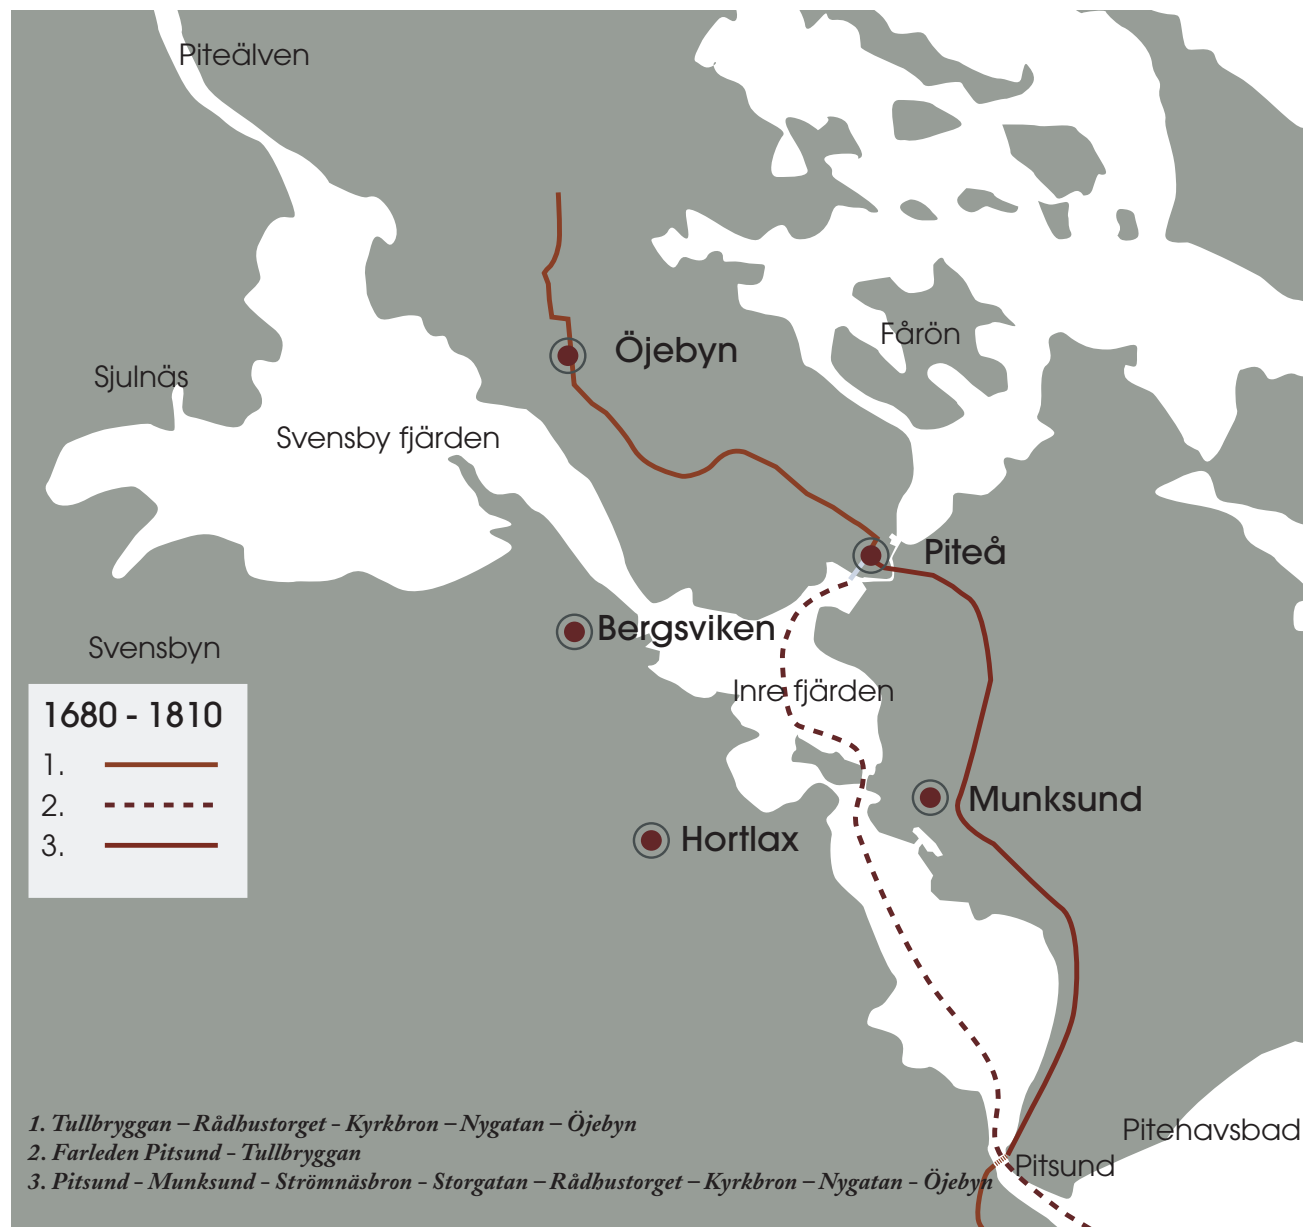 Piteälven
Fårön
Öjebyn
Sjulnäs
Svensby fjärden
Piteå
Bergsviken
Svensbyn
Inre fjärden
1680 - 1810
1.
2.
3.
Munksund
Hortlax
Pitehavsbad
Pitsund
1. Tullbryggan – Rådhustorget - Kyrkbron – Nygatan – Öjebyn
2. Farleden Pitsund - Tullbryggan
3. Pitsund - Munksund - Strömnäsbron - Storgatan – Rådhustorget – Kyrkbron – Nygatan - Öjebyn